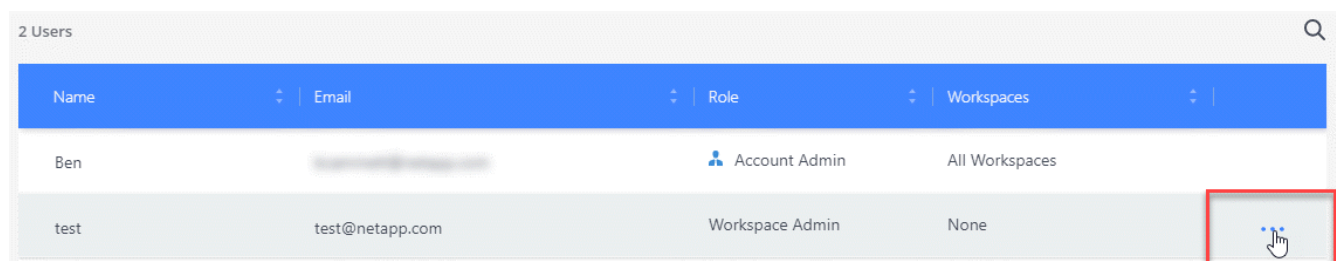 2 Users
Name Email Role Workspaces
Ben Account Admin All Workspaces
test test@netapp.com Workspace Admin None